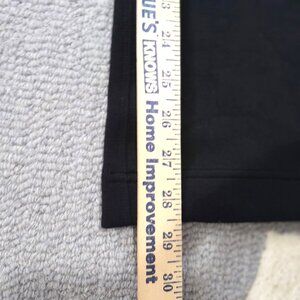 UE'S KNOWS Home Improvement
23 24 25 26 27 28 29 30